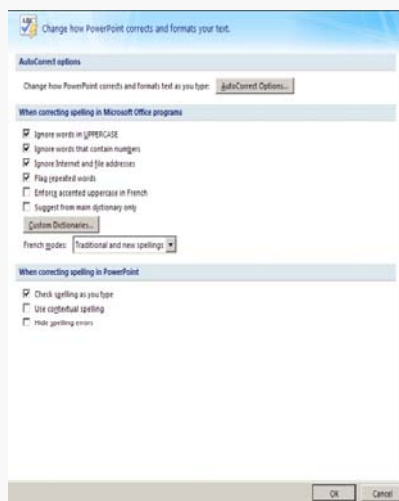 Change how PowerPoint corrects and formats your text.
AutoCorrect options
Change how PowerPoint corrects and formats text as you type: AutoCorrect Options...
When correcting spelling in Microsoft Office programs
Ignore words in UPPERCASE
Ignore words that contain numbers
Ignore Internet and file addresses
Flag repeated words
Enforce accented uppercase in French
Suggest from main dictionary only
Custom Dictionaries...
French modes: Traditional and new spellings
When correcting spelling in PowerPoint
Check spelling as you type
Use contextual spelling
Hide spelling errors
OK Cancel